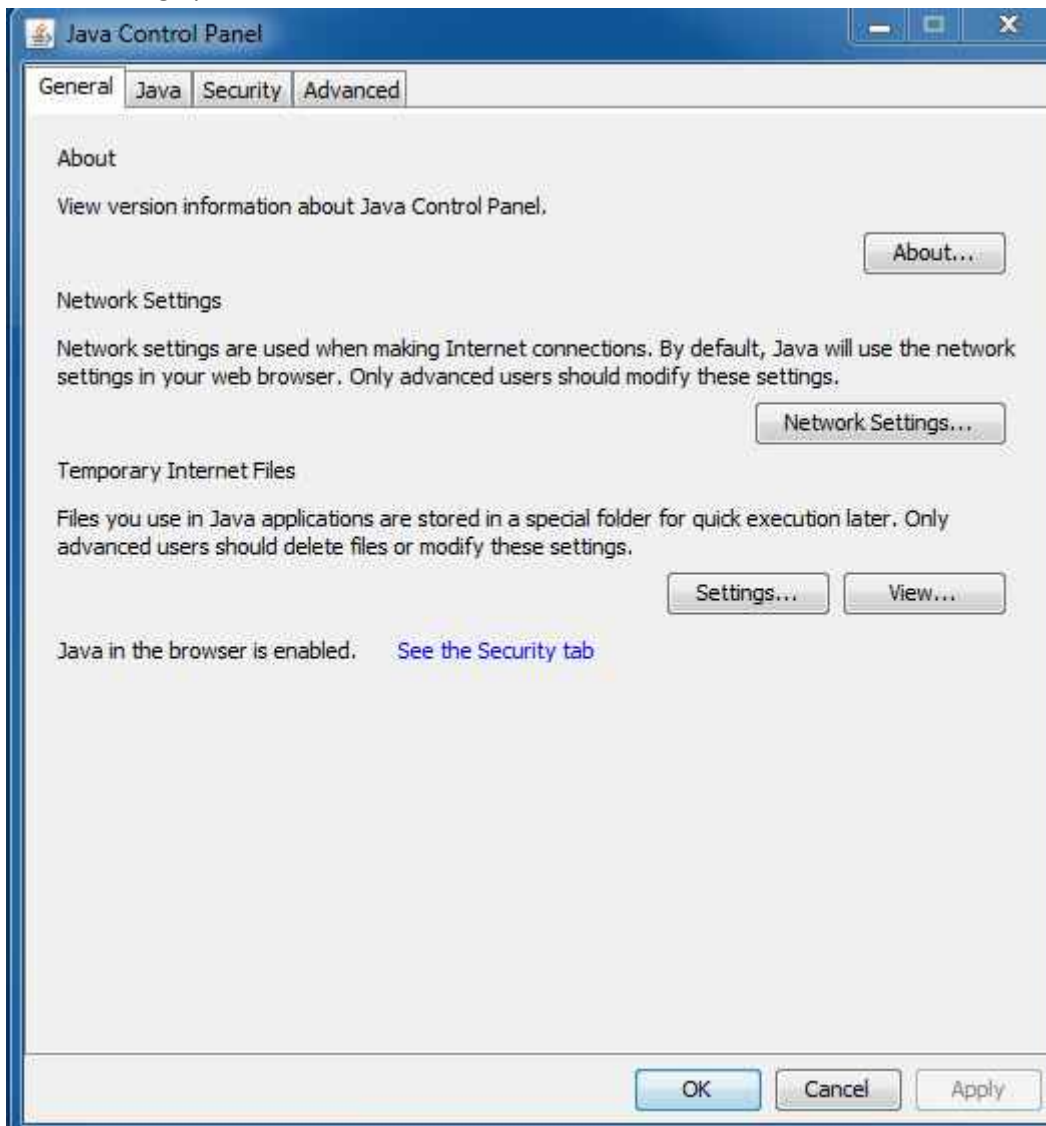 Java Control Panel
General Java Security Advanced
About
View version information about Java Control Panel.
About...
Network Settings
Network settings are used when making Internet connections. By default, Java will use the network
settings in your web browser. Only advanced users should modify these settings.
Network Settings...
Temporary Internet Files
Files you use in Java applications are stored in a special folder for quick execution later. Only
advanced users should delete files or modify these settings.
Settings... View...
Java in the browser is enabled. See the Security tab
OK Cancel Apply